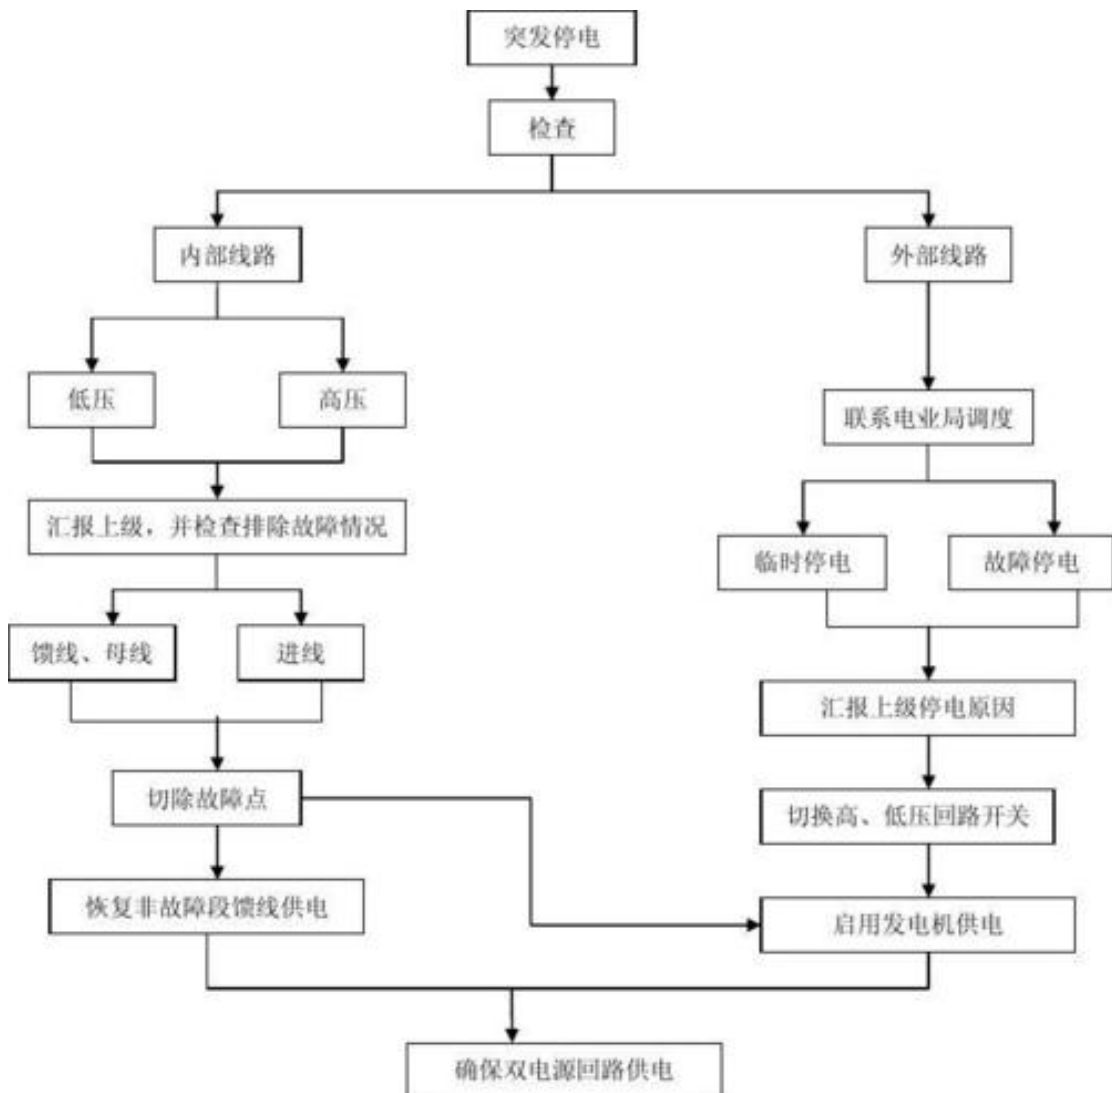 突发停电
检查
内部线路
外部线路
低压
高压
联系电业局调度
汇报上级，并检查排除故障情况
临时停电
故障停电
馈线、母线
进线
汇报上级停电原因
切除故障点
切换高、低压回路开关
恢复非故障段馈线供电
启用发电机供电
确保双电源回路供电